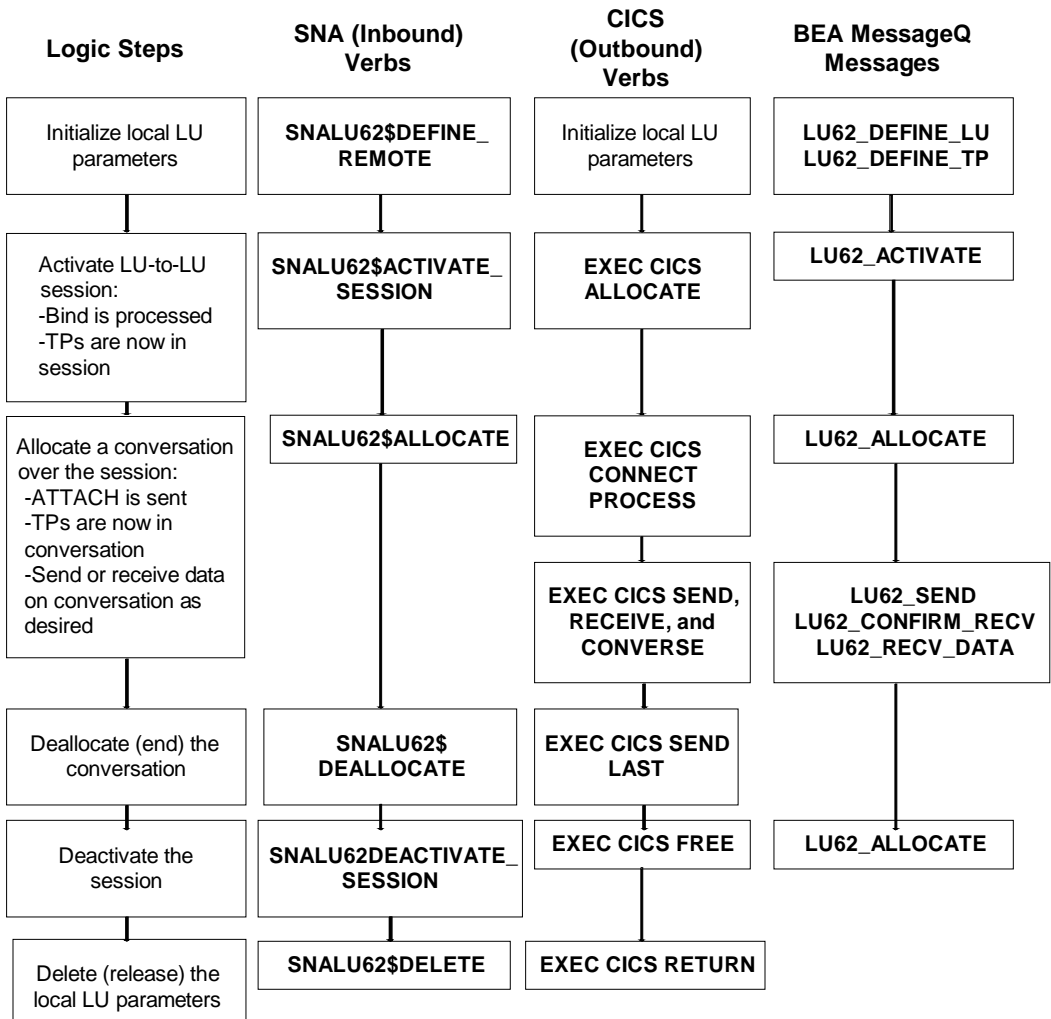 Logic Steps
SNA (Inbound)
Verbs
CICS
(Outbound)
Verbs
BEA MessageQ
Messages
Initialize local LU
parameters
SNALU62$DEFINE_
REMOTE
Initialize local LU
parameters
LU62_DEFINE_LU
LU62_DEFINE_TP
Activate LU-to-LU
session:
-Bind is processed
-TPs are now in
session
SNALU62$ACTIVATE_
SESSION
EXEC CICS
ALLOCATE
LU62_ACTIVATE
Allocate a conversation
over the session:
-ATTACH is sent
-TPs are now in
conversation
-Send or receive data
on conversation as
desired
SNALU62$ALLOCATE
EXEC CICS
CONNECT
PROCESS
LU62_ALLOCATE
EXEC CICS SEND,
RECEIVE, and
CONVERSE
LU62_SEND
LU62_CONFIRM_RECV
LU62_RECV_DATA
Deallocate (end) the
conversation
SNALU62$
DEALLOCATE
EXEC CICS SEND
LAST
Deactivate the
session
SNALU62DEACTIVATE_
SESSION
EXEC CICS FREE
LU62_ALLOCATE
Delete (release) the
local LU parameters
SNALU62$DELETE
EXEC CICS RETURN